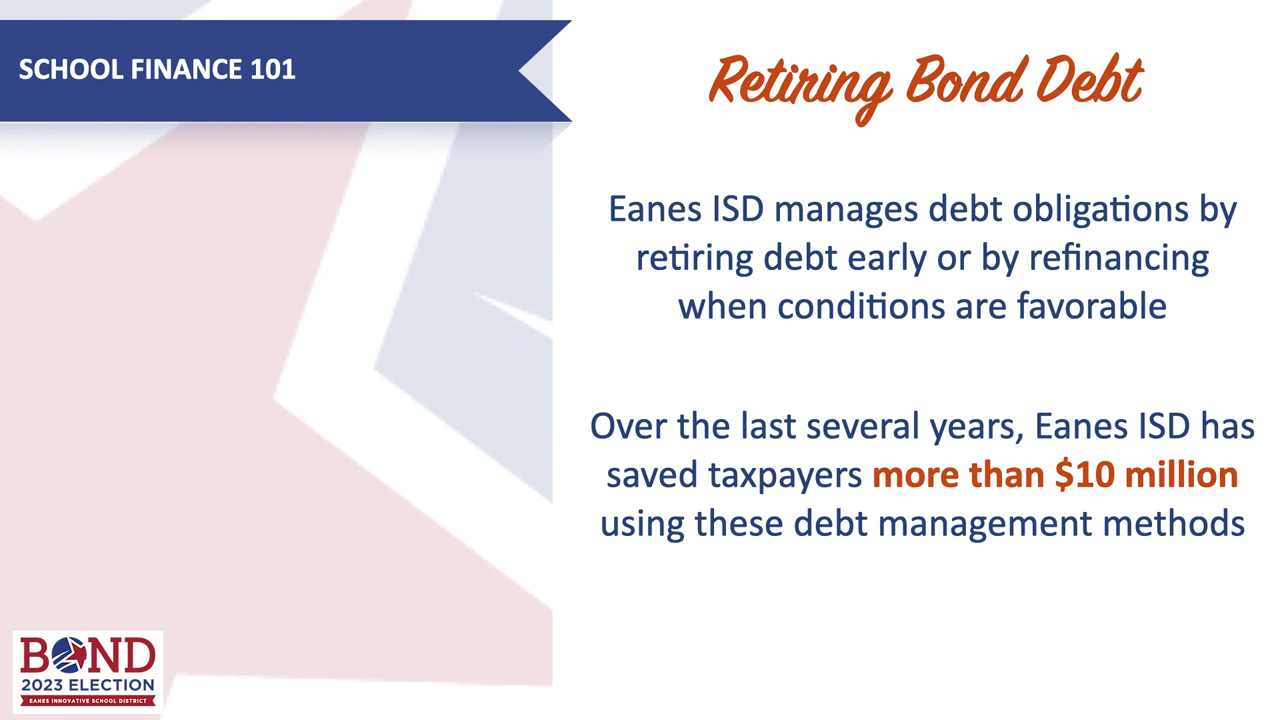 SCHOOL FINANCE 101
Retiring Bond Debt
Eanes ISD manages debt obligations by
retiring debt early or by refinancing
when conditions are favorable
Over the last several years, Eanes ISD has
saved taxpayers more than $10 million
using these debt management methods
BOND
2023 ELECTION
EANES INNOVATIVE SCHOOL DISTRICT